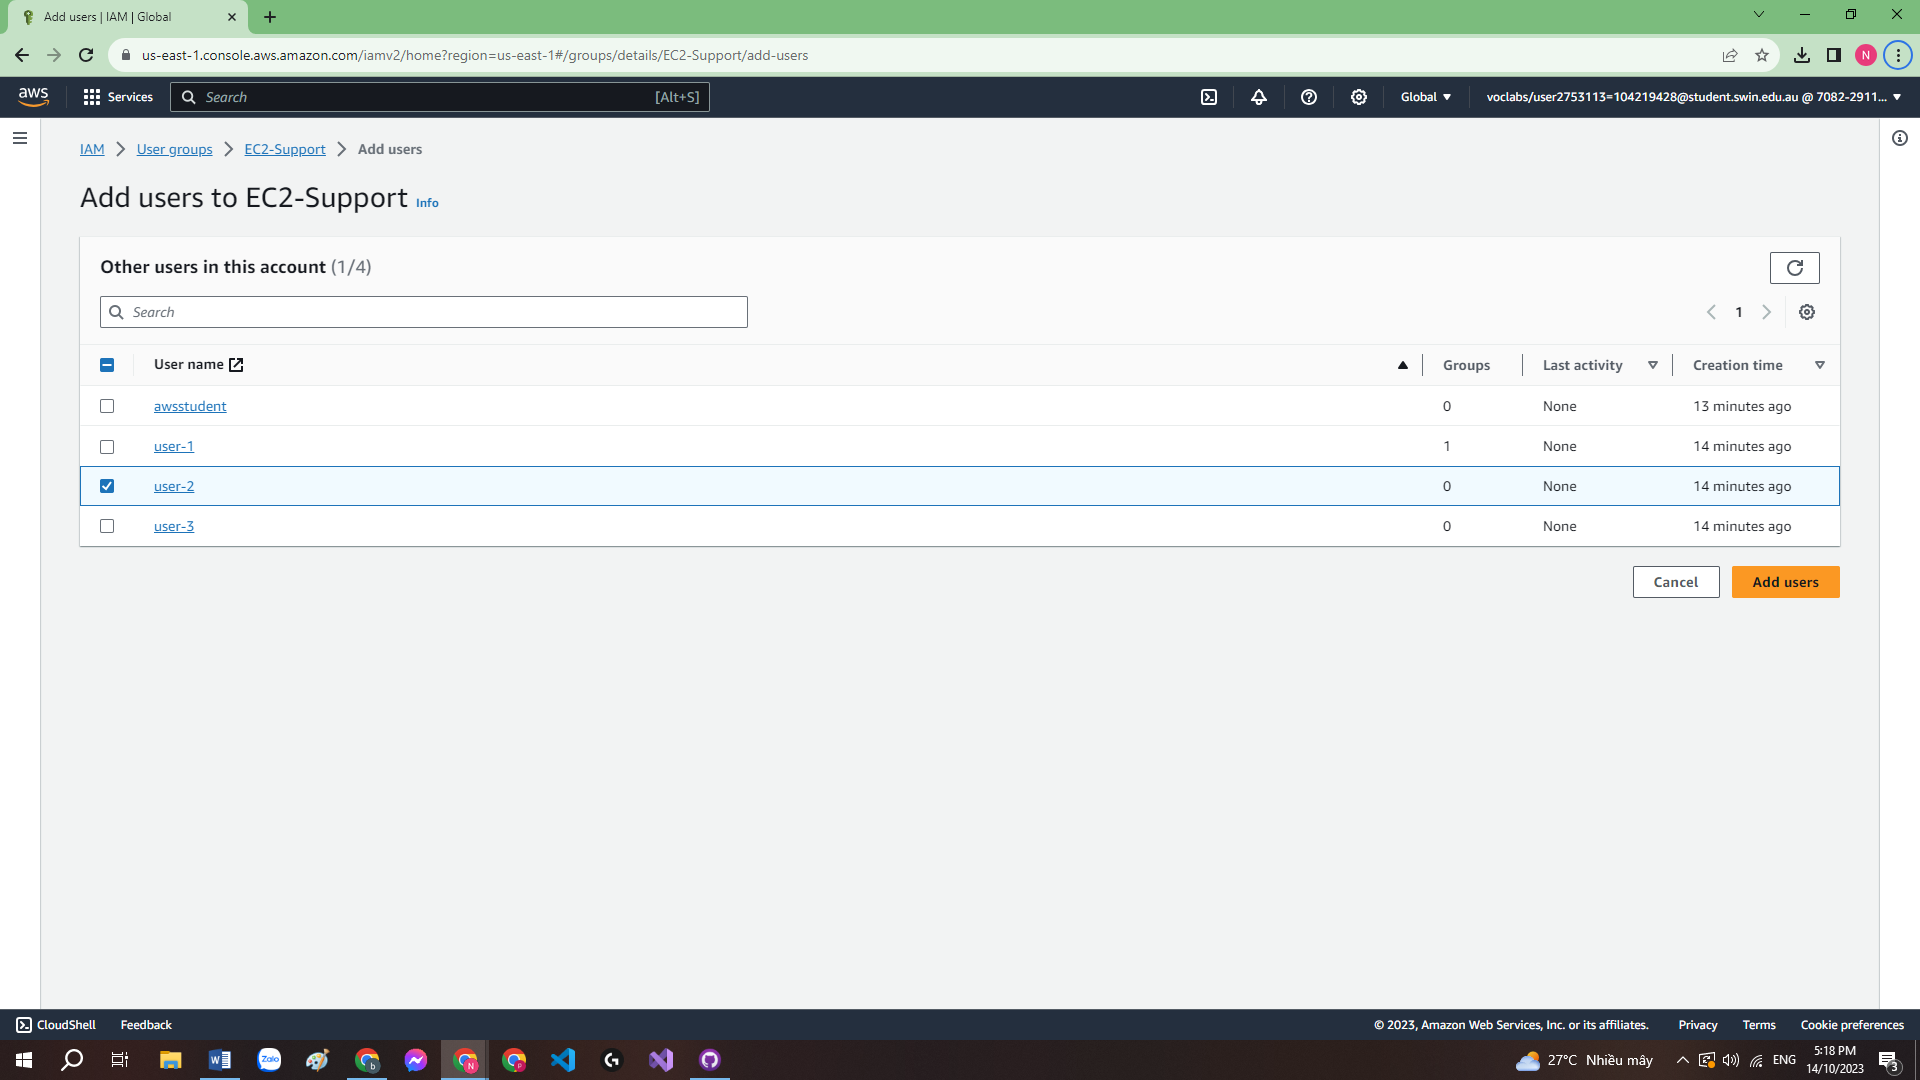 Add users | IAM | Global
us-east-1.console.aws.amazon.com/iamv2/home?region=us-east-1#/groups/details/EC2-Support/add-users
N
aws Services Search [Alt+S] Global voclabs/user2753113=104219428@student.swin.edu.au @ 7082-2911...
IAM User groups EC2-Support Add users
Add users to EC2-Support Info
Other users in this account (1/4)
Search 1
User name Groups Last activity Creation time
awsstudent 0 None 13 minutes ago
user-1 1 None 14 minutes ago
user-2 0 None 14 minutes ago
user-3 0 None 14 minutes ago
Cancel Add users
CloudShell Feedback © 2023, Amazon Web Services, Inc. or its affiliates. Privacy Terms Cookie preferences
Zalo b N 27°C Nhiều mây ENG 5:18 PM
14/10/2023 3